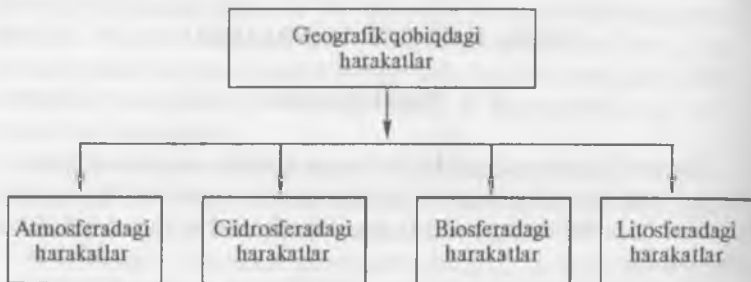 Geografik qobiqdagi
harakatlar
Atmosferadagi
harakatlar
Gidrosferadagi
harakatlar
Biosferadagi
harakatlar
Litosferadagi
harakatlar